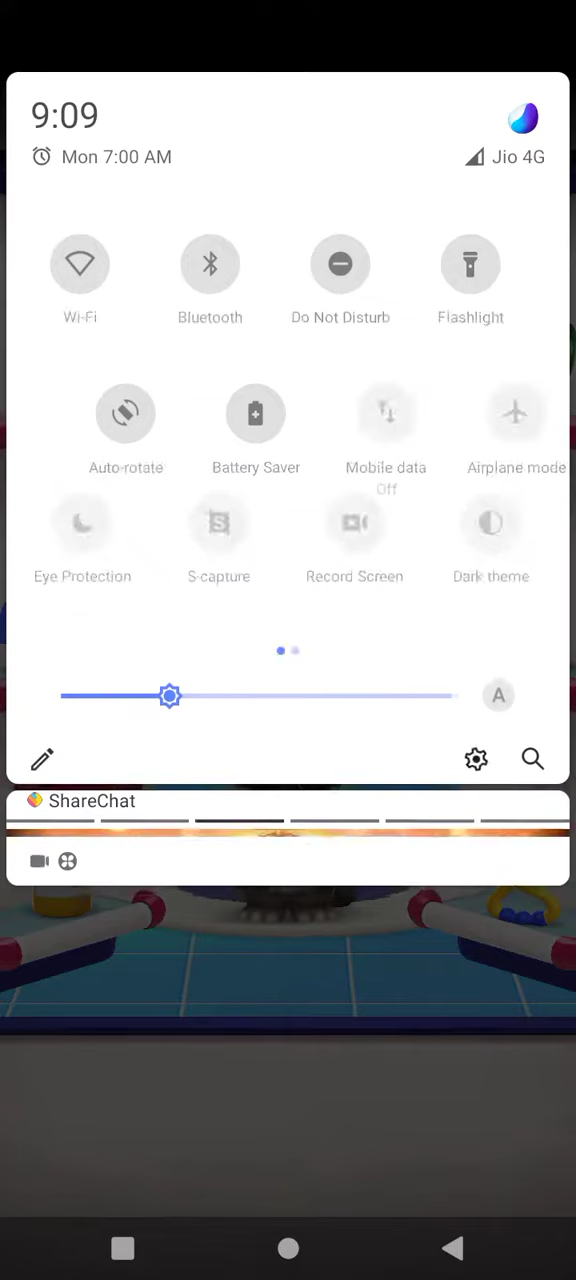 9:09
Mon 7:00 AM
Jio 4G
Wi-Fi
Bluetooth
Do Not Disturb
Flashlight
Auto-rotate
Battery Saver
Mobile data
Airplane mode
Off
Eye Protection
S-capture
Record Screen
Dark theme
A
ShareChat